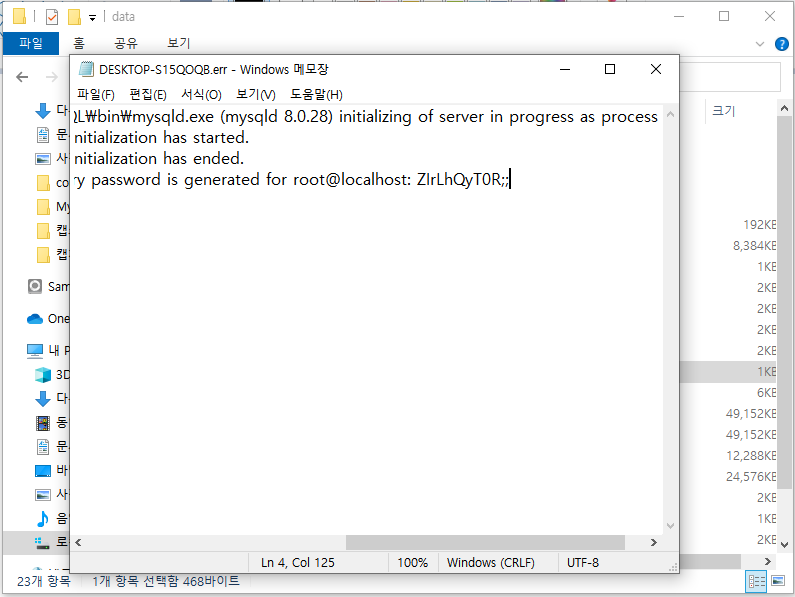 data
파일
홈
공유
보기
DESKTOP-S15QOQB.err - Windows 메모장
파일(F) 편집(E) 서식(O) 보기(V) 도움말(H)
QL₩bin₩mysqld.exe (mysqld 8.0.28) initializing of server in progress as process
nitialization has started.
nitialization has ended.
ry password is generated for root@localhost: ZIrLhQyT0R;;
Ln 4, Col 125
100%
Windows (CRLF)
UTF-8
크기
192KB
8,384KB
1KB
2KB
2KB
2KB
2KB
1KB
6KB
49,152KB
49,152KB
12,288KB
24,576KB
2KB
1KB
2KB
다
문
사
co
My
캡
캡
Sam
One
내 P
3D
다
동
문
바
사
음
로
23개 항목
1개 항목 선택함 468바이트